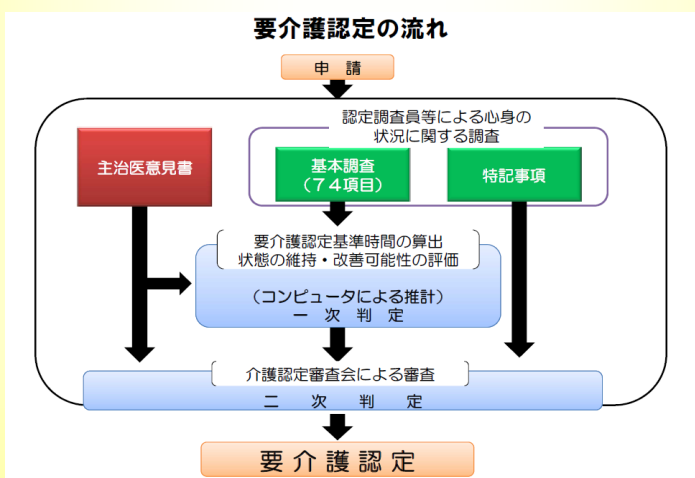 要介護認定の流れ
申 請
認定調査員等による心身の
状況に関する調査
主治医意見書
基本調査
（７４項目）
特記事項
要介護認定基準時間の算出
状態の維持・改善可能性の評価
（コンピュータによる推計）
一 次 判 定
介護認定審査会による審査
二 次 判 定
要介護認定